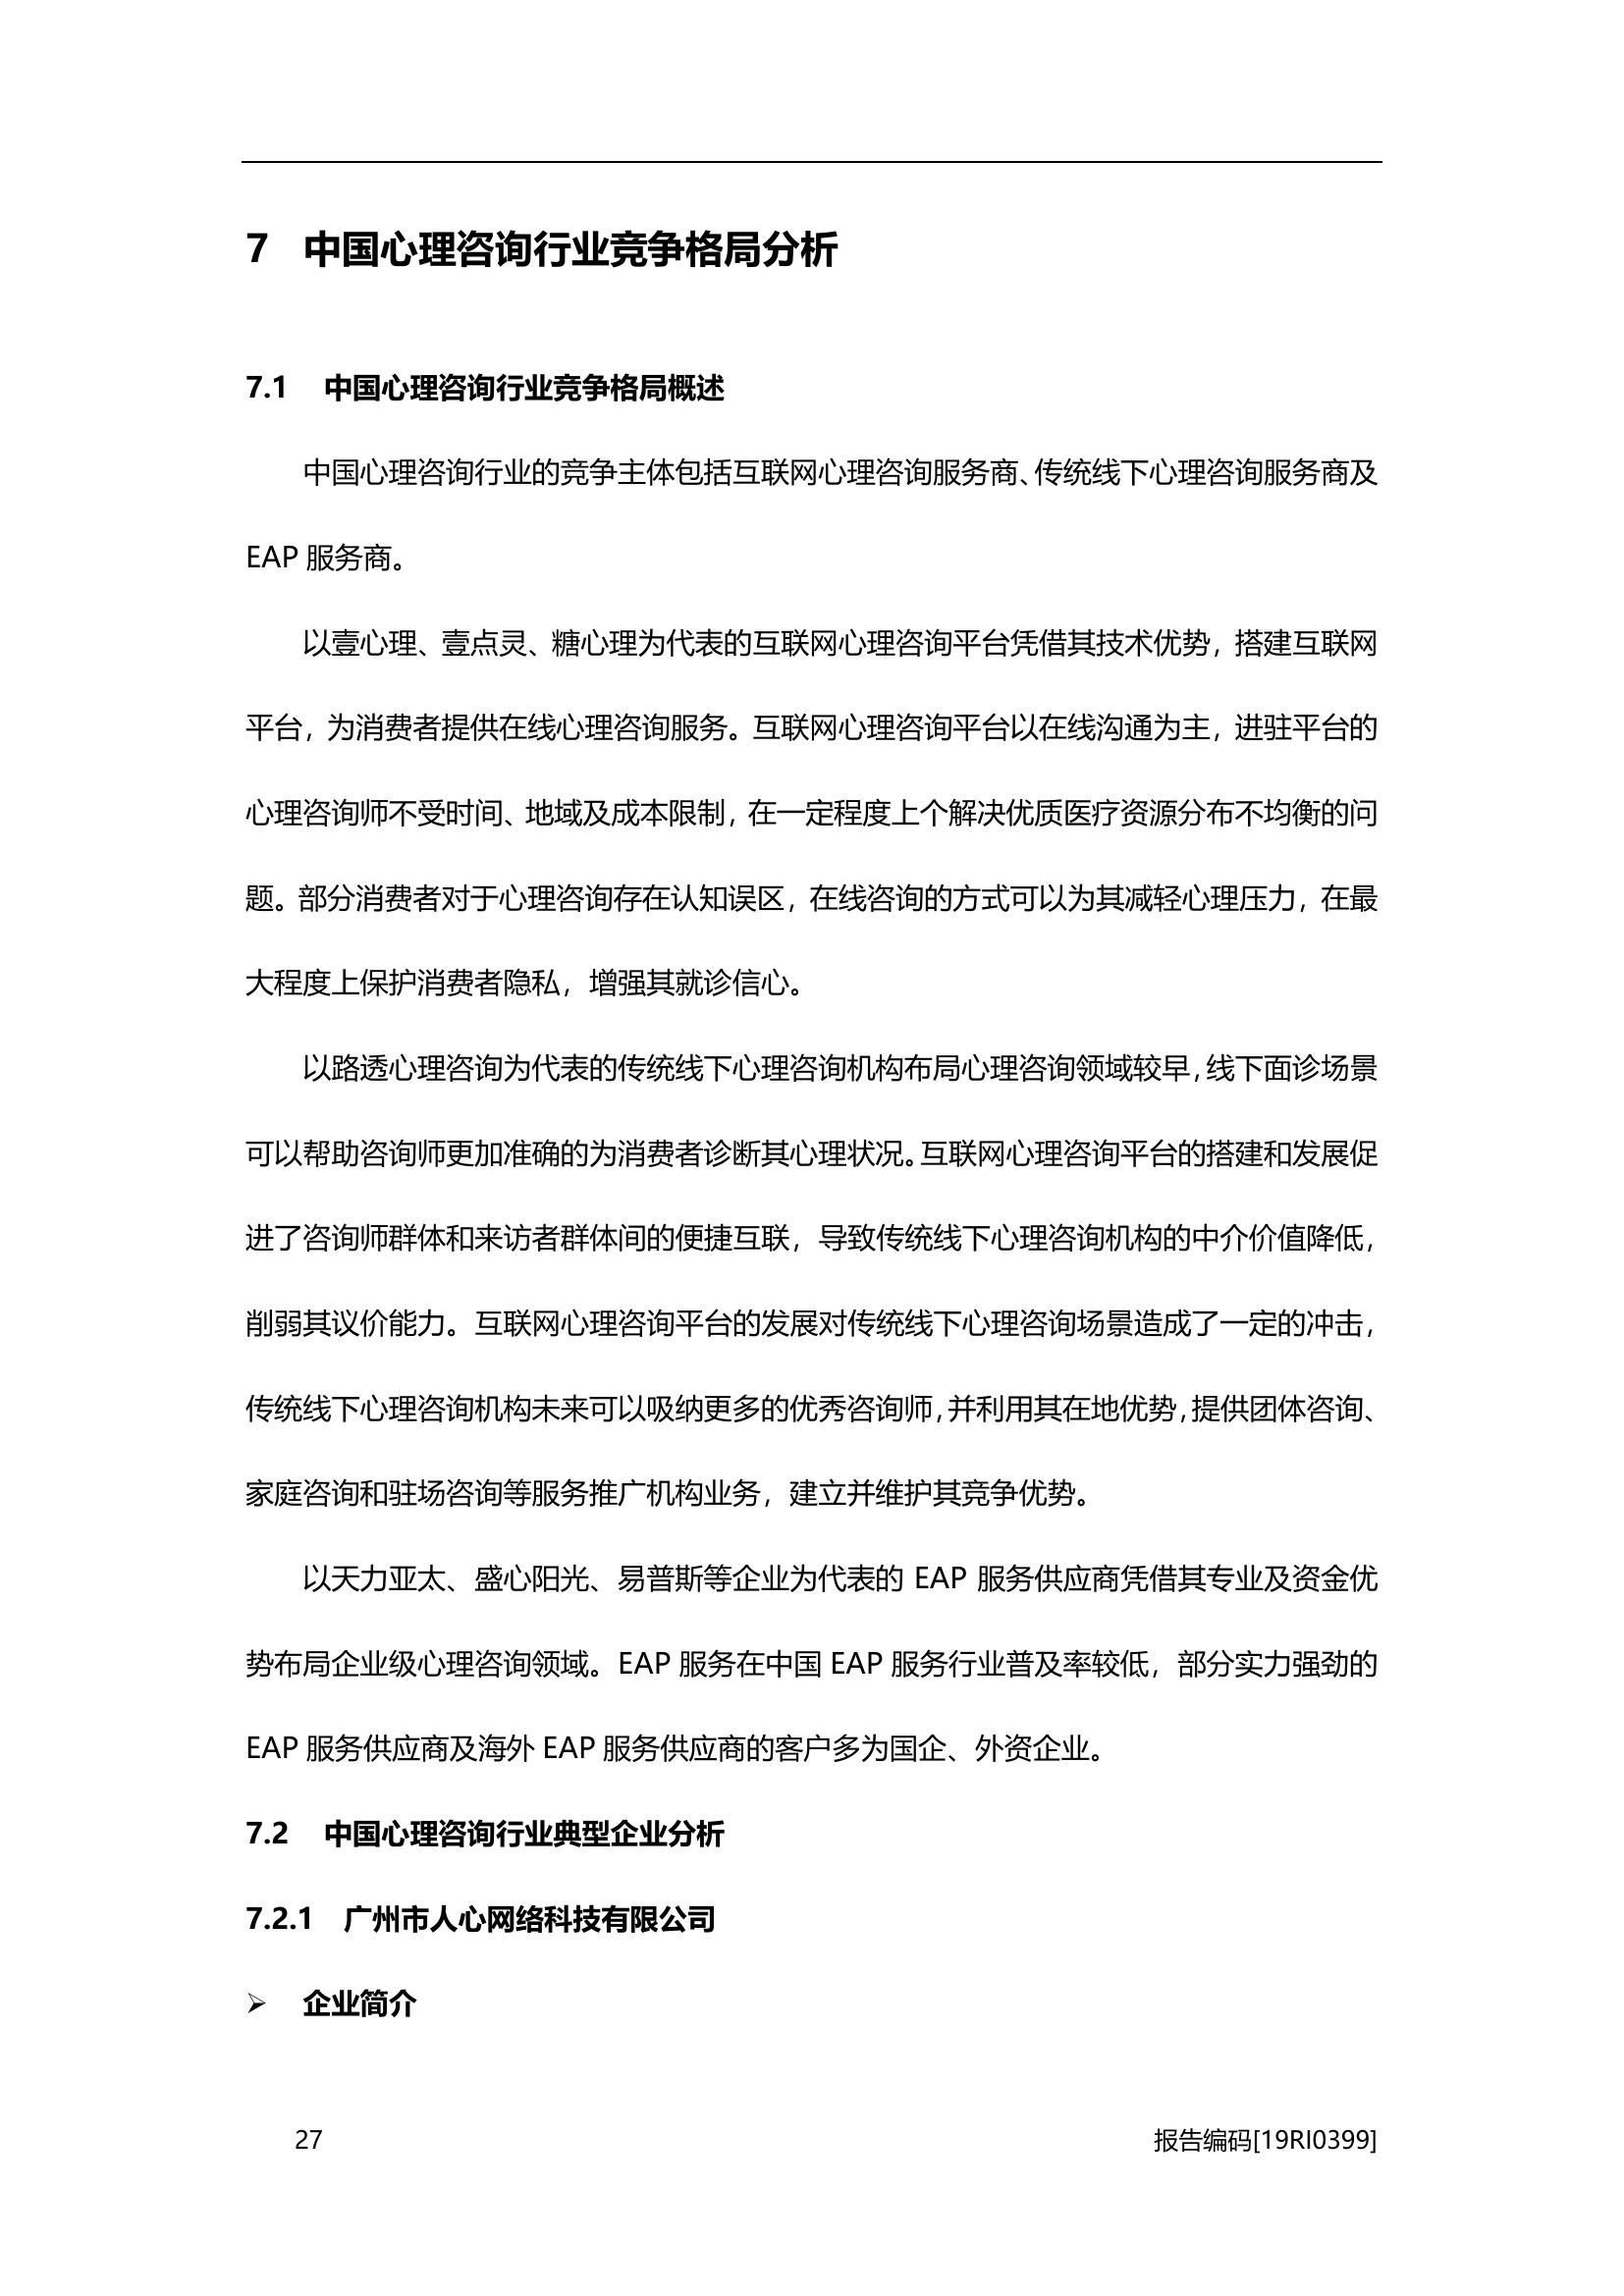 7 中国心理咨询行业竞争格局分析
7.1 中国心理咨询行业竞争格局概述
中国心理咨询行业的竞争主体包括互联网心理咨询服务商、传统线下心理咨询服务商及
EAP 服务商。
以壹心理、壹点灵、糖心理为代表的互联网心理咨询平台凭借其技术优势，搭建互联网
平台，为消费者提供在线心理咨询服务。互联网心理咨询平台以在线沟通为主，进驻平台的
心理咨询师不受时间、地域及成本限制，在一定程度上个解决优质医疗资源分布不均衡的问
题。部分消费者对于心理咨询存在认知误区，在线咨询的方式可以为其减轻心理压力，在最
大程度上保护消费者隐私，增强其就诊信心。
以路透心理咨询为代表的传统线下心理咨询机构布局心理咨询领域较早，线下面诊场景
可以帮助咨询师更加准确的为消费者诊断其心理状况。互联网心理咨询平台的搭建和发展促
进了咨询师群体和来访者群体间的便捷互联，导致传统线下心理咨询机构的中介价值降低，
削弱其议价能力。互联网心理咨询平台的发展对传统线下心理咨询场景造成了一定的冲击，
传统线下心理咨询机构未来可以吸纳更多的优秀咨询师，并利用其在地优势，提供团体咨询、
家庭咨询和驻场咨询等服务推广机构业务，建立并维护其竞争优势。
以天力亚太、盛心阳光、易普斯等企业为代表的 EAP 服务供应商凭借其专业及资金优
势布局企业级心理咨询领域。EAP 服务在中国 EAP 服务行业普及率较低，部分实力强劲的
EAP 服务供应商及海外 EAP 服务供应商的客户多为国企、外资企业。
7.2 中国心理咨询行业典型企业分析
7.2.1 广州市人心网络科技有限公司
➢ 企业简介
27 报告编码[19RI0399]